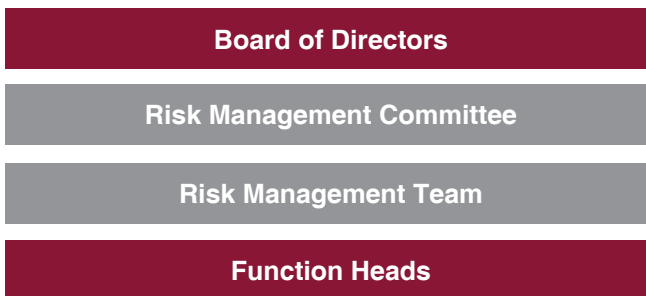 Board of Directors
Risk Management Committee
Risk Management Team
Function Heads